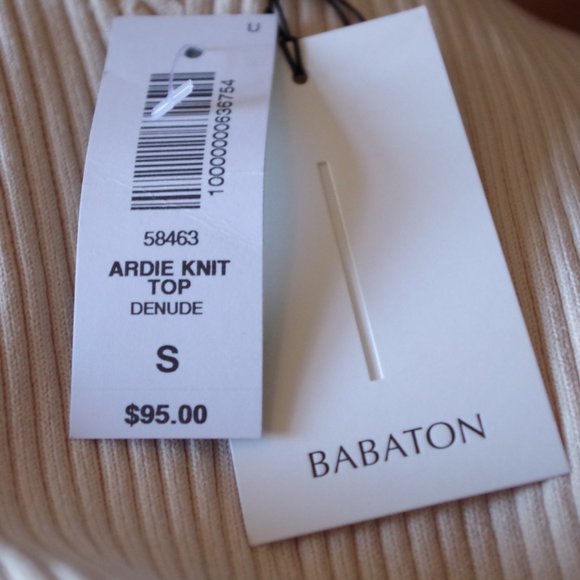 U
10000000636754
58463
ARDIE KNIT
TOP
DENUDE
S
$95.00
BABATON